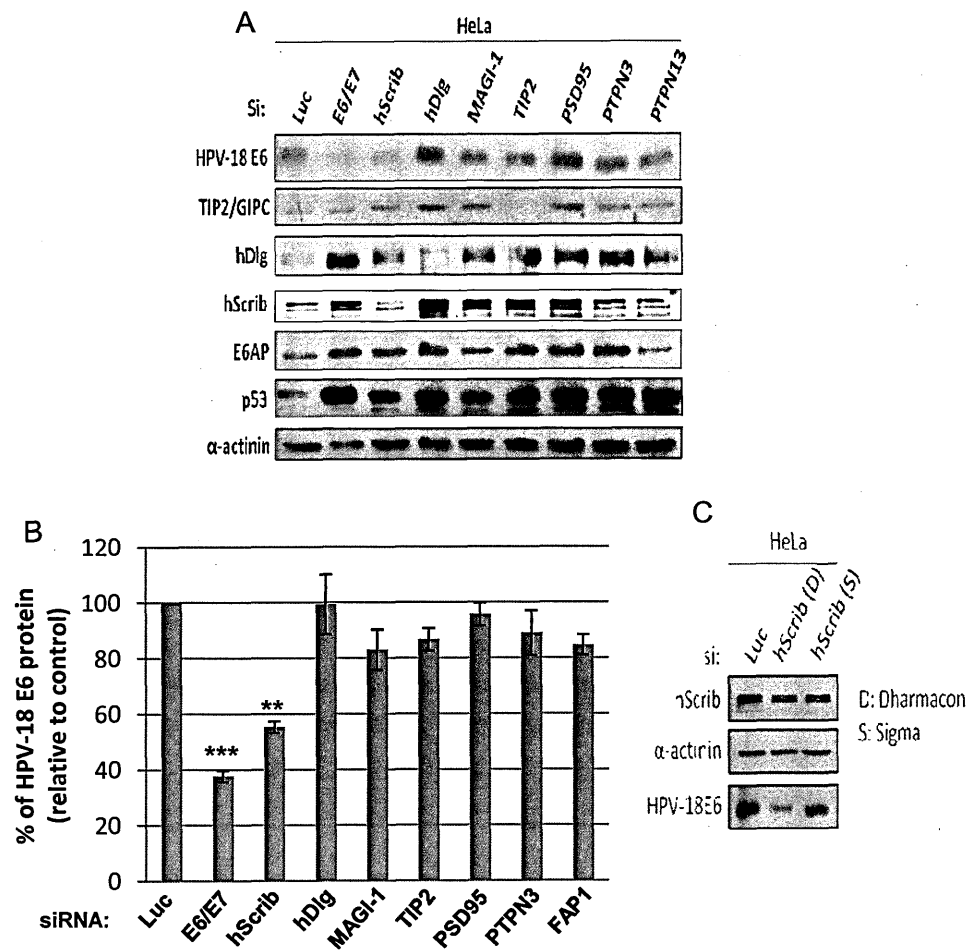 A
HeLa
Si: Luc E6/E7 hScrib hDlg MAGI-1 TIP2 PSD95 PTPN3 PTPN13
HPV-18 E6
TIP2/GIPC
hDlg
hScrib
E6AP
p53
α-actinin
B
% of HPV-18 E6 protein
(relative to control)
120
100
80
60
40
20
0
***
**
siRNA: Luc E6/E7 hScrib hDlg MAGI-1 TIP2 PSD95 PTPN3 FAP1
C
HeLa
si: Luc hScrib (D) hScrib (S)
hScrib
α-actinin
HPV-18E6
D: Dharmacon
S: Sigma